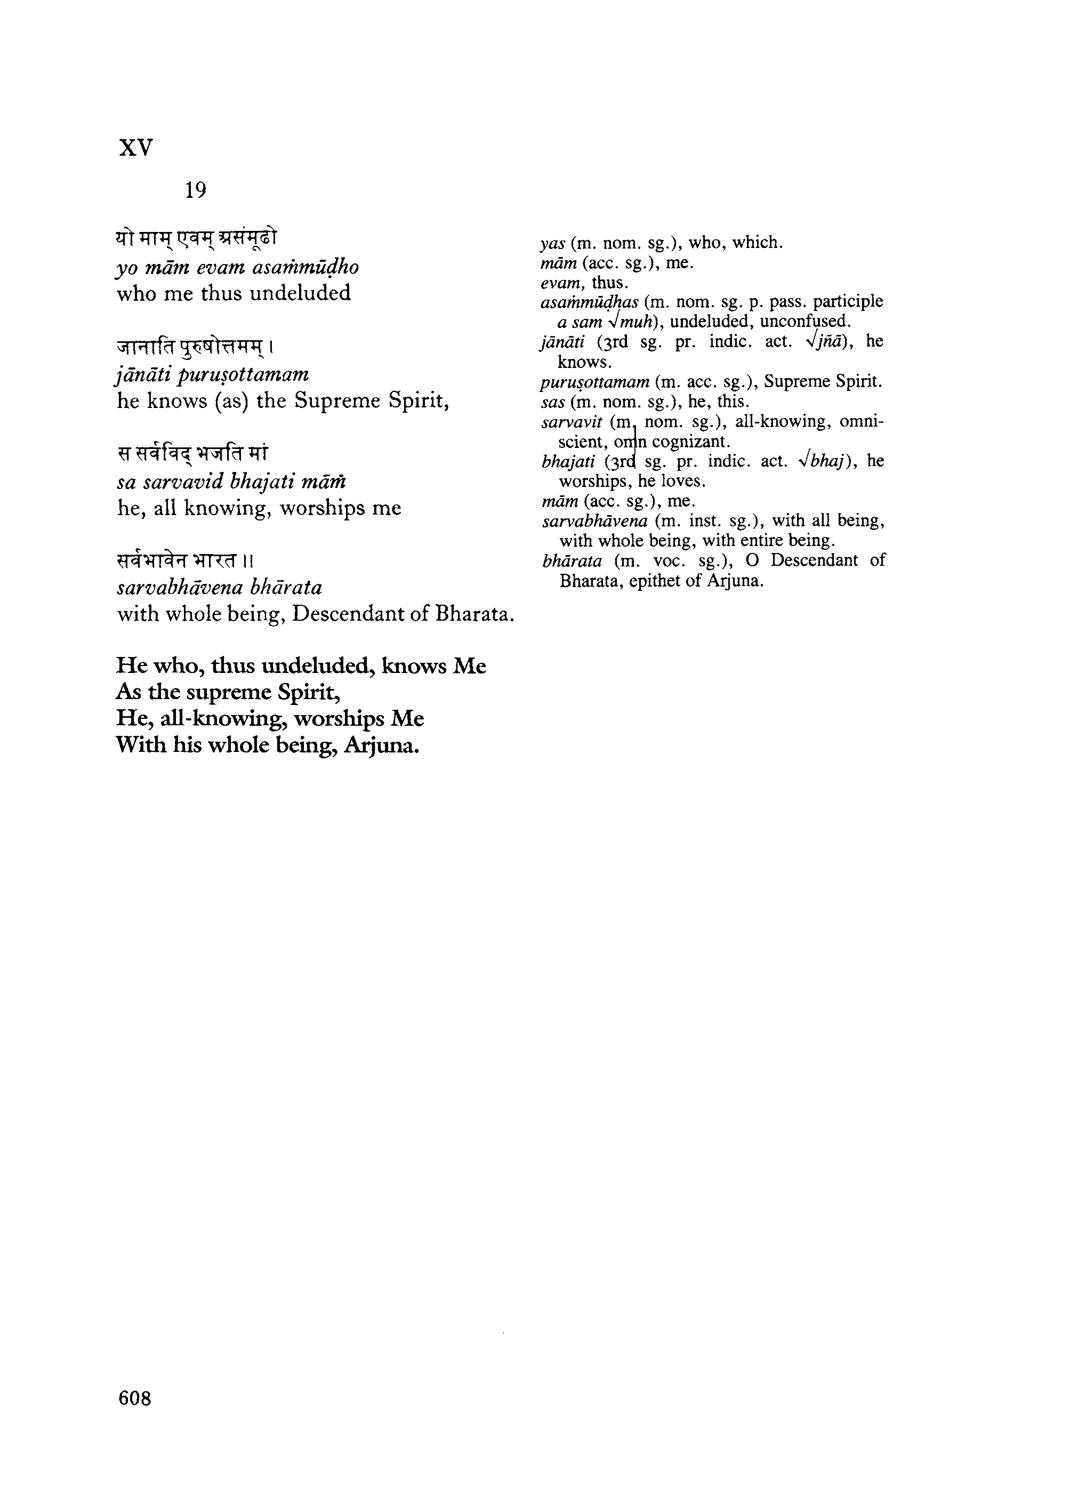 XV
19
यो माम् एवम् असंमूढो
yo mām evam asaṁmūḍho
who me thus undeluded
जानाति पुरुषोत्तमम् ।
jānāti puruṣottamam
he knows (as) the Supreme Spirit,
स सर्वविद् भजति मां
sa sarvavid bhajati māṁ
he, all knowing, worships me
सर्वभावेन भारत ।।
sarvabhāvena bhārata
with whole being, Descendant of Bharata.
He who, thus undeluded, knows Me
As the supreme Spirit,
He, all-knowing, worships Me
With his whole being, Arjuna.
yas (m. nom. sg.), who, which.
mām (acc. sg.), me.
evam, thus.
asaṁmūḍhas (m. nom. sg. p. pass. participle
a sam √muh), undeluded, unconfused.
jānāti (3rd sg. pr. indic. act. √jñā), he
knows.
puruṣottamam (m. acc. sg.), Supreme Spirit.
sas (m. nom. sg.), he, this.
sarvavit (m. nom. sg.), all-knowing, omni-
scient, omn cognizant.
bhajati (3rd sg. pr. indic. act. √bhaj), he
worships, he loves.
mām (acc. sg.), me.
sarvabhāvena (m. inst. sg.), with all being,
with whole being, with entire being.
bhārata (m. voc. sg.), O Descendant of
Bharata, epithet of Arjuna.
608